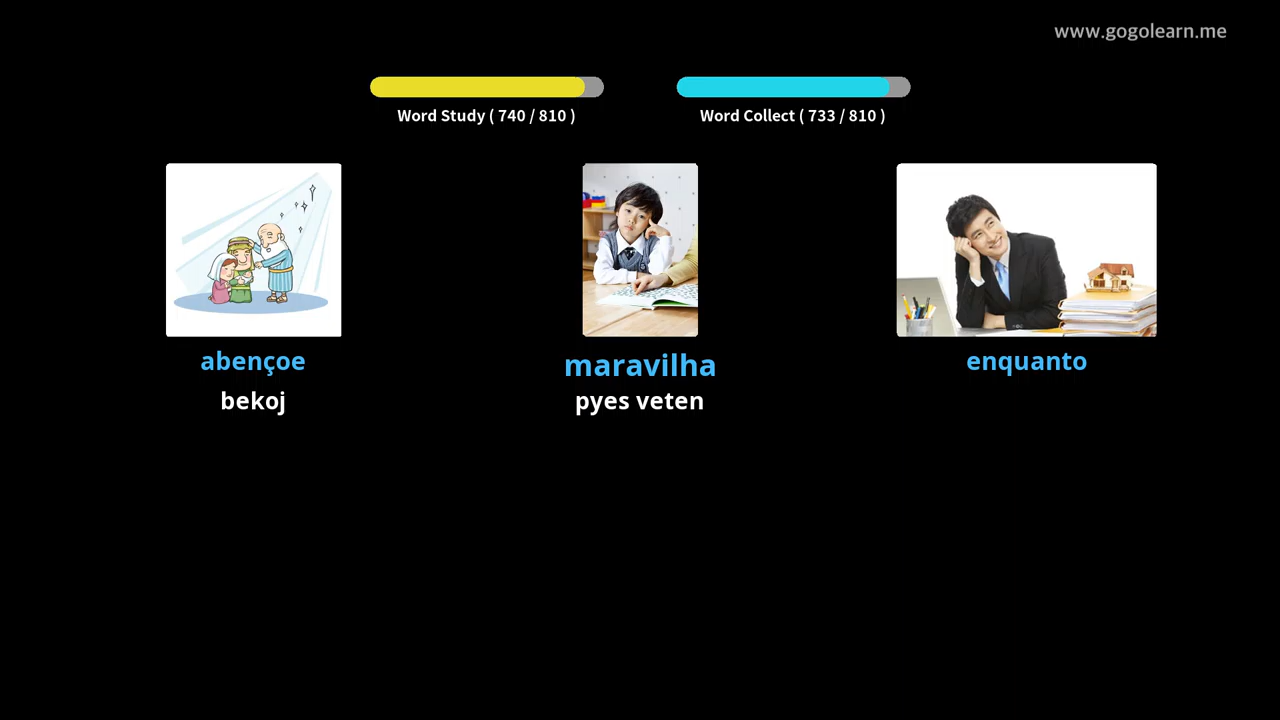 www.gogolearn.me
Word Study ( 740 / 810 )
Word Collect ( 733 / 810 )
abençoe
maravilha
enquanto
bekoj
pyes veten